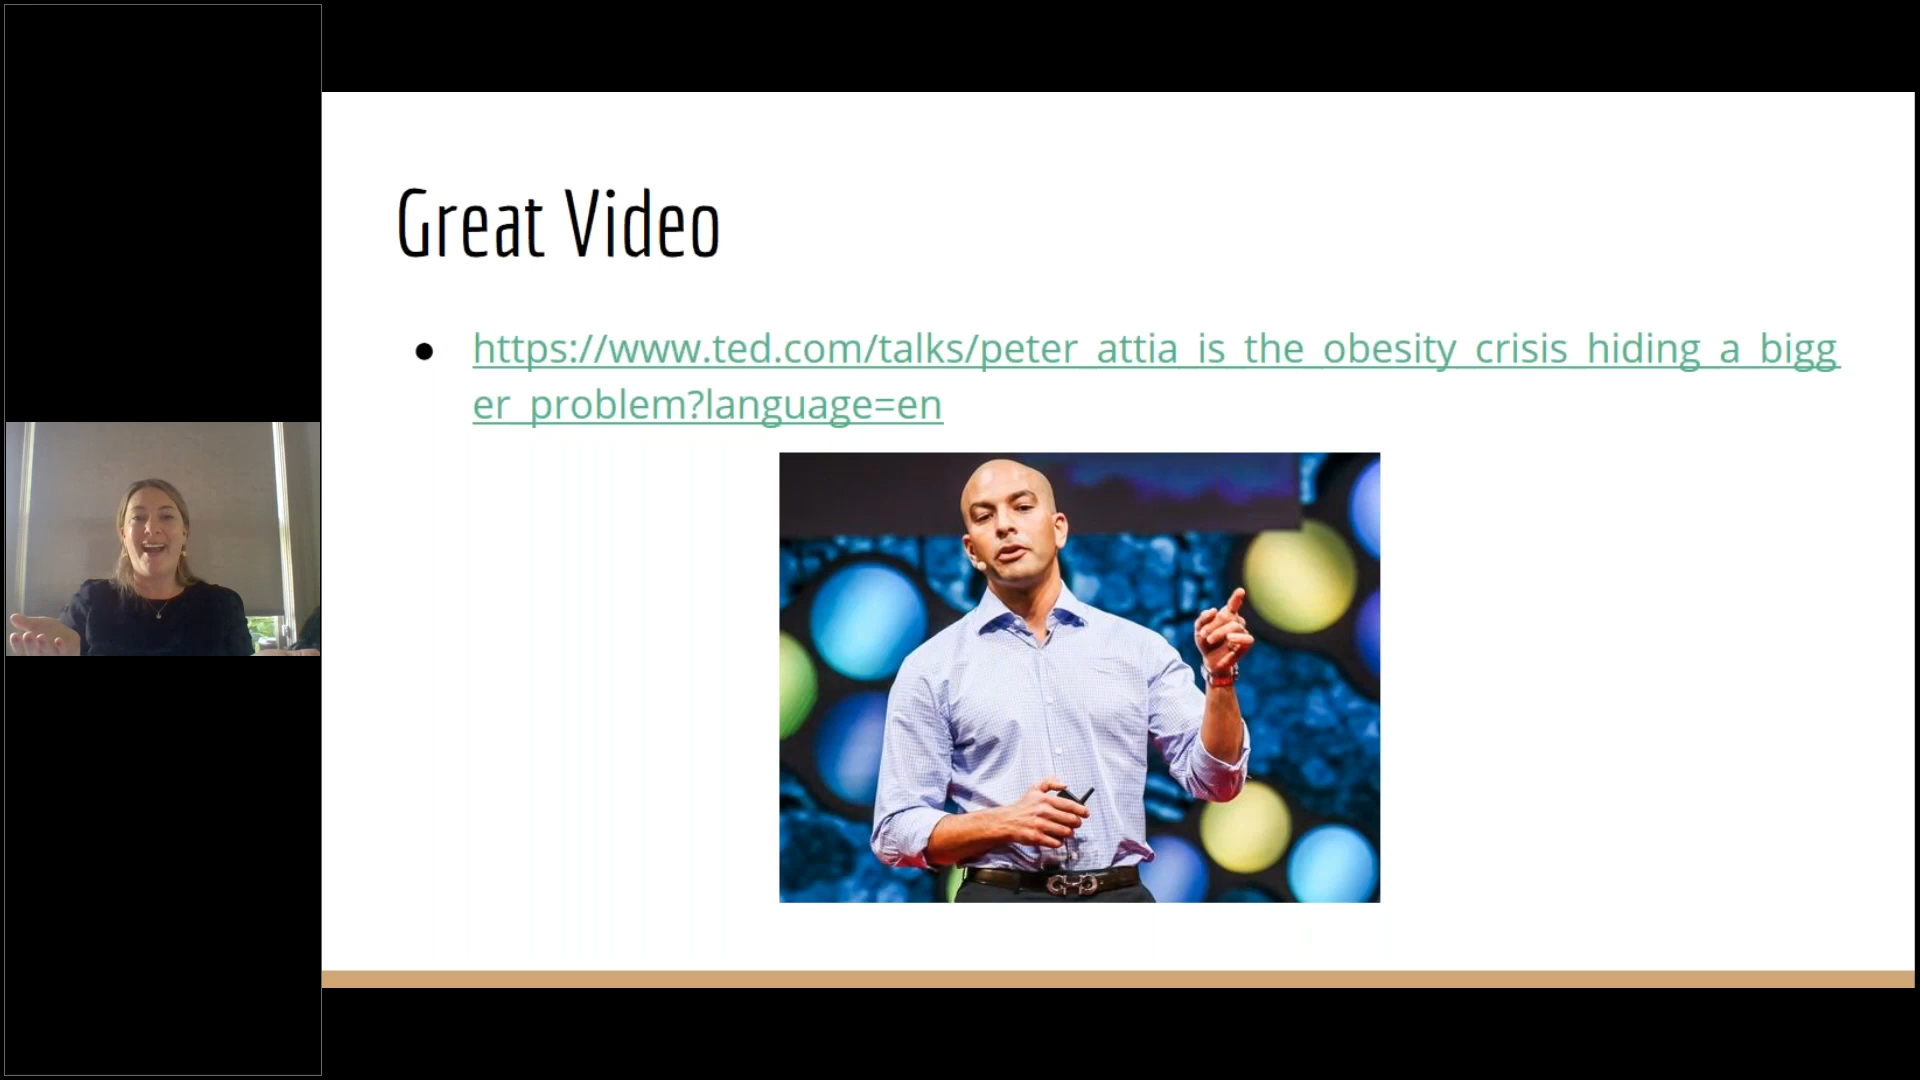 Great Video
https://www.ted.com/talks/peter_attia_is_the_obesity_crisis_hiding_a_bigg
er_problem?language=en